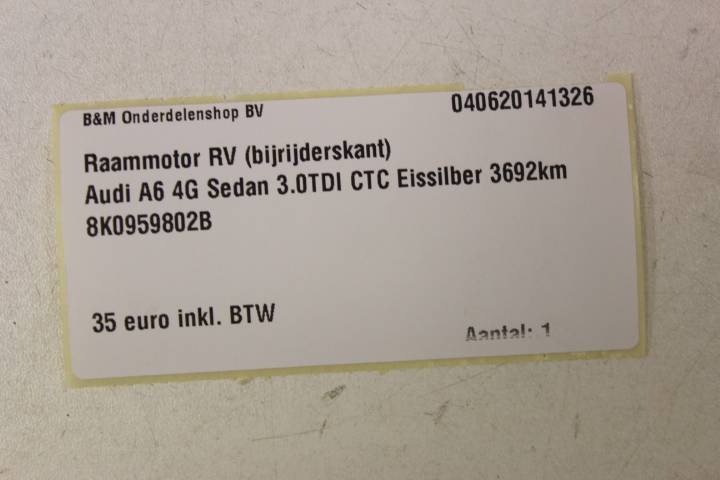 B&M Onderdelenshop BV
040620141326
Raammotor RV (bijrijderskant)
Audi A6 4G Sedan 3.0TDI CTC Eissilber 3692km
8K0959802B
35 euro inkl. BTW
Aantal: 1